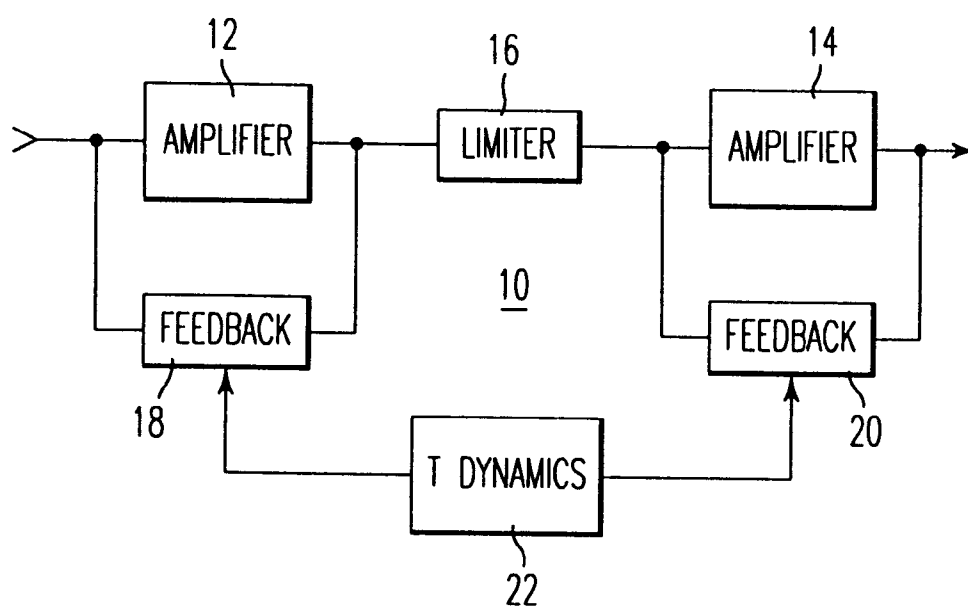 12
16
14
AMPLIFIER
LIMITER
AMPLIFIER
10
FEEDBACK
FEEDBACK
18
20
T DYNAMICS
22